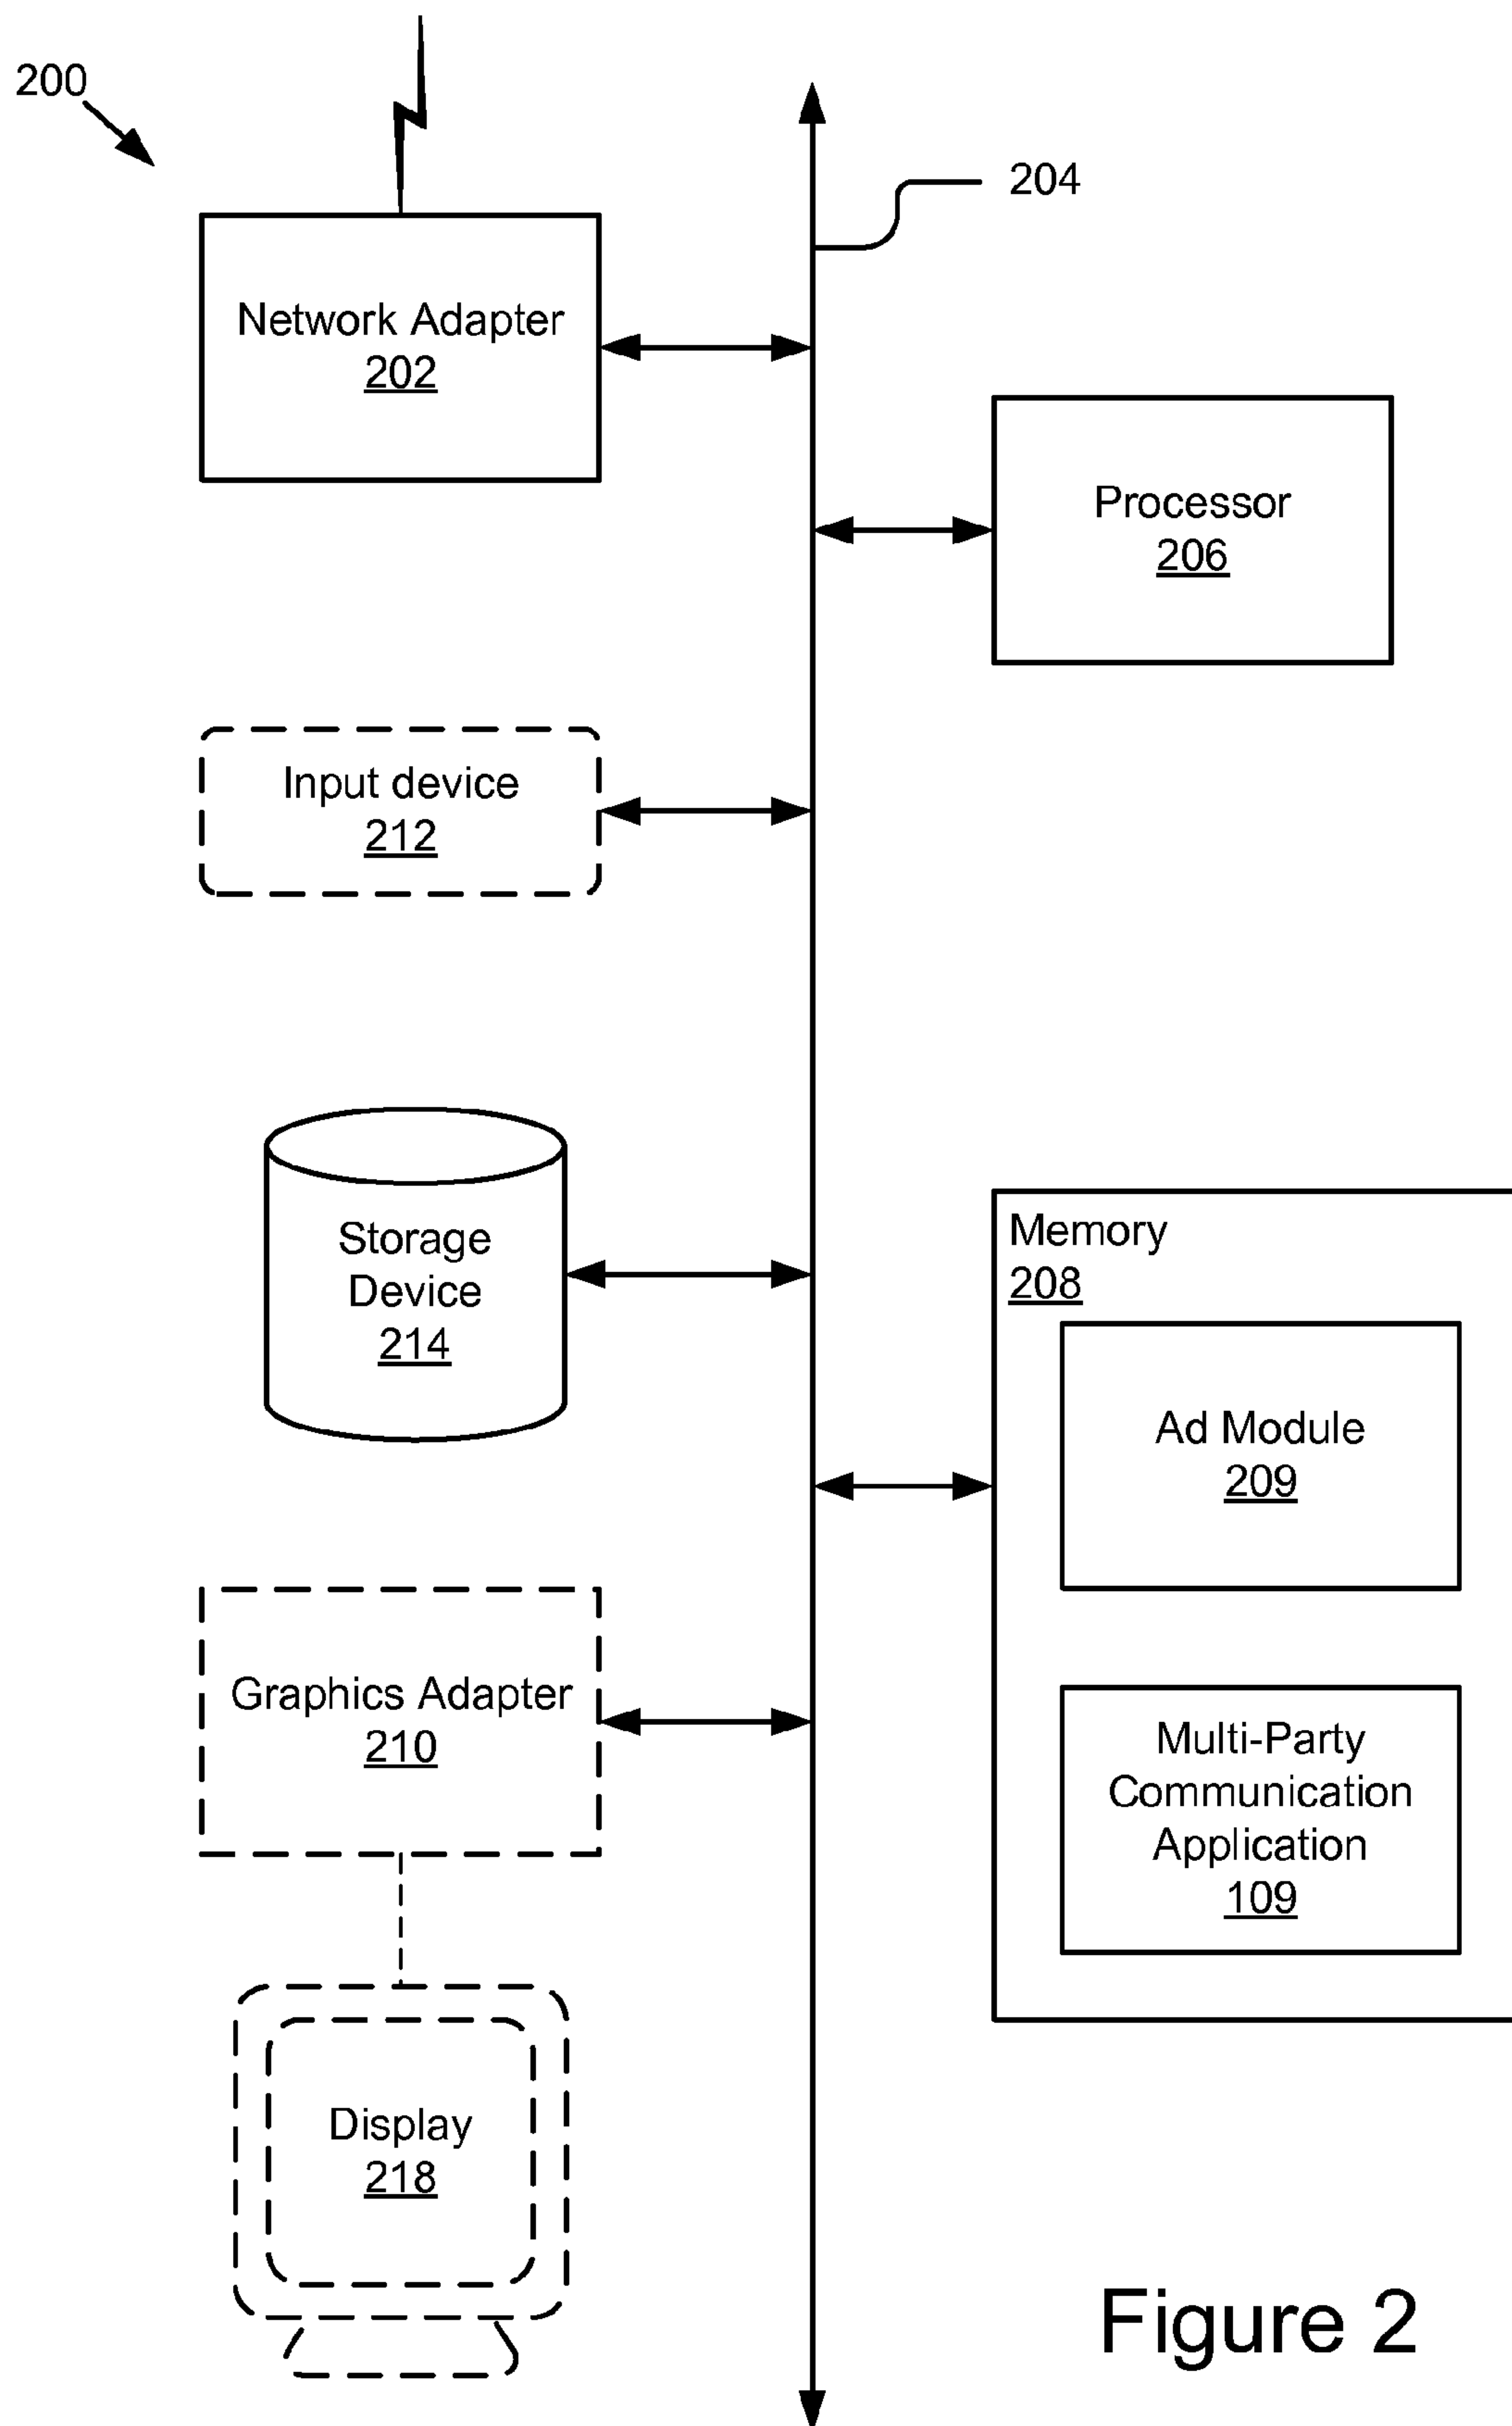 200
204
Network Adapter
202
Processor
206
Input device
212
Storage
Device
214
Memory
208
Ad Module
209
Graphics Adapter
210
Multi-Party
Communication
Application
109
Display
218
Figure 2